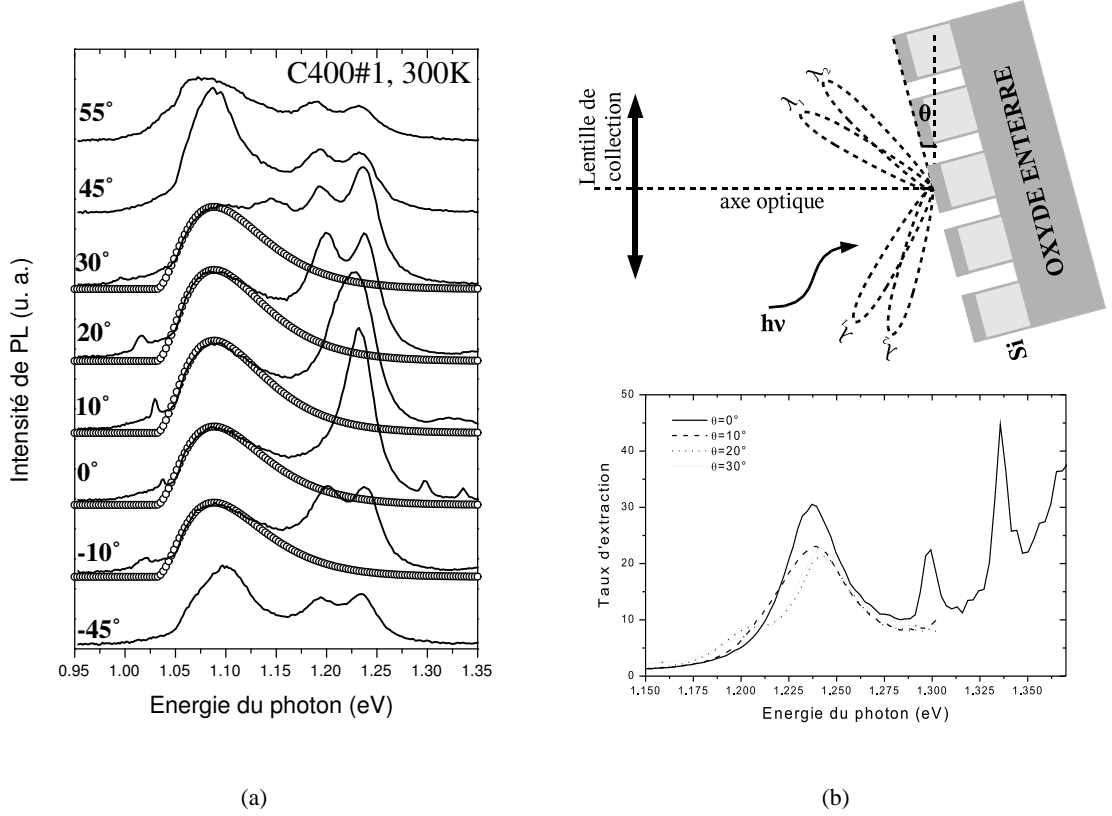 C400#1, 300K
55°
45°
30°
20°
10°
0°
-10°
-45°
Intensité de PL (u. a.)
0.95 1.00 1.05 1.10 1.15 1.20 1.25 1.30 1.35
Energie du photon (eV)
(a)
Lentille de
collection
axe optique
hν
λ₂
λ₁
λ₁
λ₂
θ
OXYDE ENTERRE
Si
50
40
30
20
10
0
Taux d'extraction
θ=0°
θ=10°
θ=20°
θ=30°
1.150 1.175 1.200 1.225 1.250 1.275 1.300 1.325 1.350
Energie du photon (eV)
(b)